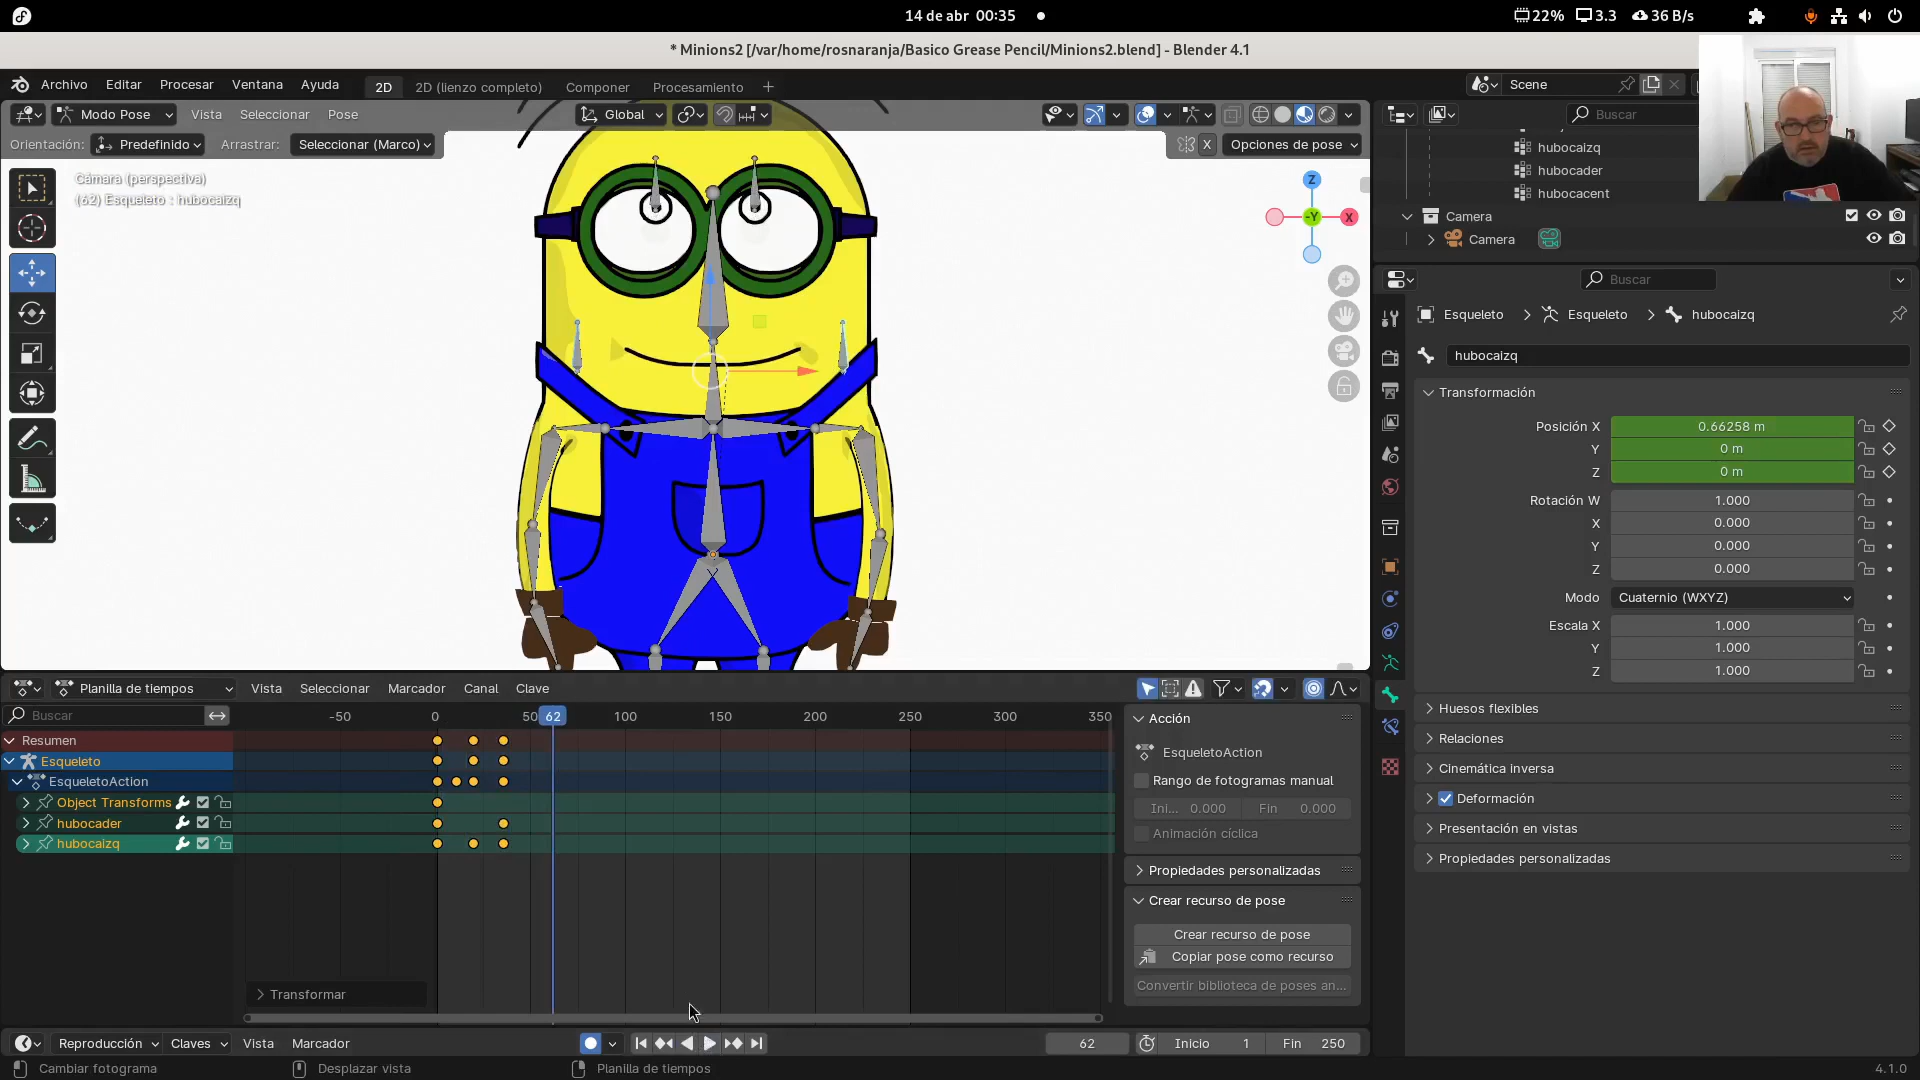 14 de abr 00:35
22%
3.3
36 B/s
* Minions2 [/var/home/rosnaranja/Basico Grease Pencil/Minions2.blend] - Blender 4.1
Archivo Editar Procesar Ventana Ayuda
2D 2D (lienzo completo) Componer Procesamiento +
Scene
Modo Pose Vista Seleccionar Pose
Global
Orientación: Predefinido Arrastrar: Seleccionar (Marco)
X Opciones de pose
Cámara (perspectiva)
(62) Esqueleto : hubocaizq
Z
-Y
X
Buscar
hubocaizq
hubocader
hubocacent
Camera
Camera
Buscar
Esqueleto > Esqueleto > hubocaizq
hubocaizq
Transformación
Posición X 0.66258 m
Y 0 m
Z 0 m
Rotación W 1.000
X 0.000
Y 0.000
Z 0.000
Modo Cuaternio (WXYZ)
Escala X 1.000
Y 1.000
Z 1.000
Huesos flexibles
Relaciones
Cinemática inversa
Deformación
Presentación en vistas
Propiedades personalizadas
Planilla de tiempos Vista Seleccionar Marcador Canal Clave
Buscar
-50 0 50 62 100 150 200 250 300 350
Resumen
Esqueleto
EsqueletoAction
Object Transforms
hubocader
hubocaizq
Transformar
Acción
EsqueletoAction
Rango de fotogramas manual
Ini... 0.000 Fin 0.000
Animación cíclica
Propiedades personalizadas
Crear recurso de pose
Crear recurso de pose
Copiar pose como recurso
Convertir biblioteca de poses an...
Reproducción Claves Vista Marcador
62
Inicio 1 Fin 250
Cambiar fotograma Desplazar vista Planilla de tiempos
4.1.0